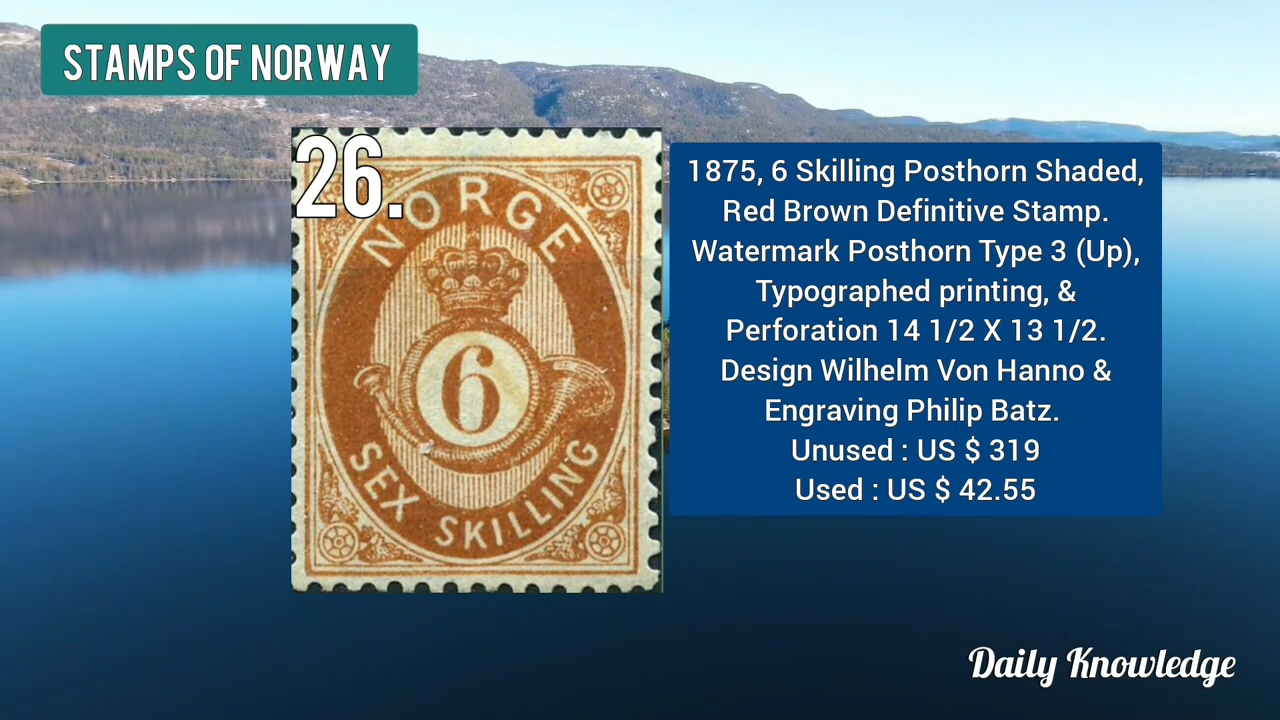 STAMPS OF NORWAY
26.
NORGE
6
SEX SKILLING
1875, 6 Skilling Posthorn Shaded,
Red Brown Definitive Stamp.
Watermark Posthorn Type 3 (Up),
Typographed printing, &
Perforation 14 1/2 X 13 1/2.
Design Wilhelm Von Hanno &
Engraving Philip Batz.
Unused : US $ 319
Used : US $ 42.55
Daily Knowledge